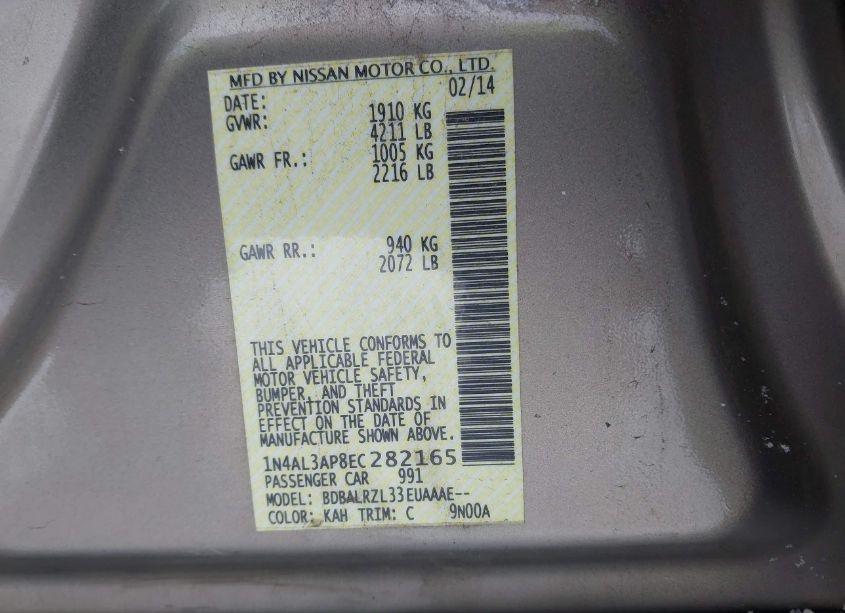 MFD BY NISSAN MOTOR CO., LTD.
DATE: 02/14
GVWR: 1910 KG
4211 LB
GAWR FR.: 1005 KG
2216 LB
GAWR RR.: 940 KG
2072 LB
THIS VEHICLE CONFORMS TO
ALL APPLICABLE FEDERAL
MOTOR VEHICLE SAFETY,
BUMPER, AND THEFT
PREVENTION STANDARDS IN
EFFECT ON THE DATE OF
MANUFACTURE SHOWN ABOVE.
1N4AL3AP8EC282165
PASSENGER CAR 991
MODEL: BDBALRZL33EUAAAE--
COLOR: KAH TRIM: C 9N00A